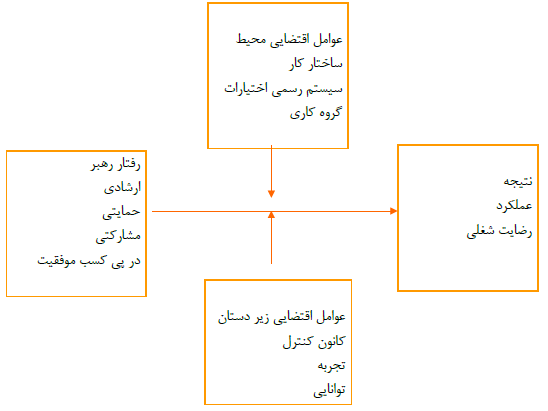 عوامل اقتضایی محیط
ساختار کار
سیستم رسمی اختیارات
گروه کاری
رفتار رهبر
ارشادی
حمایتی
مشارکتی
در پی کسب موفقیت
نتیجه
عملکرد
رضایت شغلی
عوامل اقتضایی زیر دستان
کانون کنترل
تجربه
توانایی